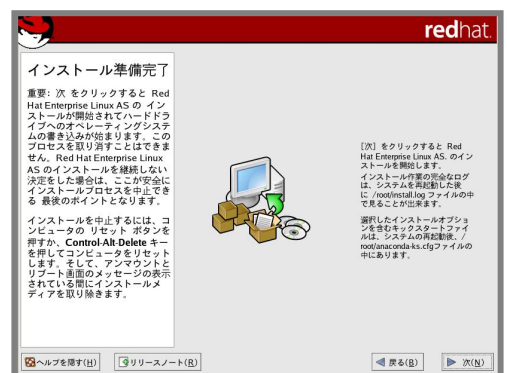 redhat.
インストール準備完了
重要: 次 をクリックすると Red
Hat Enterprise Linux AS の イン
ストールが開始されてハードドラ
イブへのオペレーティングシステ
ムの書き込みが始まります。この
プロセスを取り消すことはできま
せん。Red Hat Enterprise Linux
AS のインストールを継続しない
決定をした場合は、ここが安全に
インストールプロセスを中止でき
る 最後のポイントとなります。
インストールを中止するには、コ
ンピュータの リセット ボタンを
押すか、Control-Alt-Delete キー
を押してコンピュータをリセット
します。そして、アンマウントと
リブート画面のメッセージの表示
されている間にインストールメ
ディアを取り除きます。
［次］をクリックすると Red
Hat Enterprise Linux AS. のイン
ストールを開始します。
インストール作業の完全なログ
は、システムを再起動した後
に /root/install.log ファイルの中
で見ることが出来ます。
選択したインストールオプショ
ンを含むキックスタートファイ
ルは、システムの再起動後、/
root/anaconda-ks.cfgファイルの
中にあります。
ヘルプを隠す(H)
リリースノート(R)
戻る(B)
次(N)